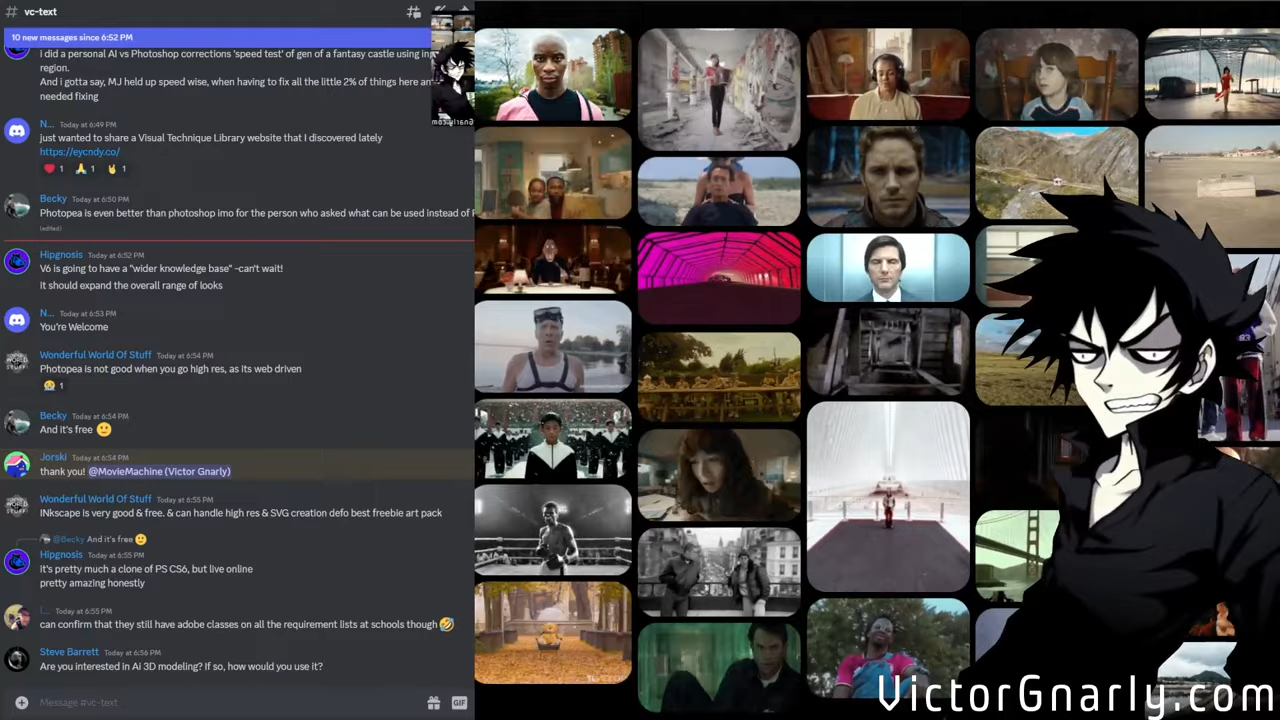 # vc-text
10 new messages since 6:52 PM
I did a personal AI vs Photoshop corrections 'speed test' of gen of a fantasy castle using in
region.
And i gotta say, MJ held up speed wise, when having to fix all the little 2% of things here an
needed fixing
N... Today at 6:49 PM
just wanted to share a Visual Technique Library website that I discovered lately
https://eycndy.co/
1 1 1
Becky Today at 6:50 PM
Photopea is even better than photoshop imo for the person who asked what can be used instead of
(edited)
Hipgnosis Today at 6:52 PM
V6 is going to have a "wider knowledge base" -can't wait!
It should expand the overall range of looks
N... Today at 6:53 PM
You're Welcome
Wonderful World Of Stuff Today at 6:54 PM
Photopea is not good when you go high res, as its web driven
1
Becky Today at 6:54 PM
And it's free
Jorski Today at 6:54 PM
thank you! @MovieMachine (Victor Gnarly)
Wonderful World Of Stuff Today at 6:55 PM
INkscape is very good & free. & can handle high res & SVG creation defo best freebie art pack
@Becky And it's free
Hipgnosis Today at 6:55 PM
It's pretty much a clone of PS CS6, but live online
pretty amazing honestly
i... Today at 6:55 PM
can confirm that they still have adobe classes on all the requirement lists at schools though
Steve Barrett Today at 6:56 PM
Are you interested in Ai 3D modeling? If so, how would you use it?
Message #vc-text
GIF
VictorGnarly.com